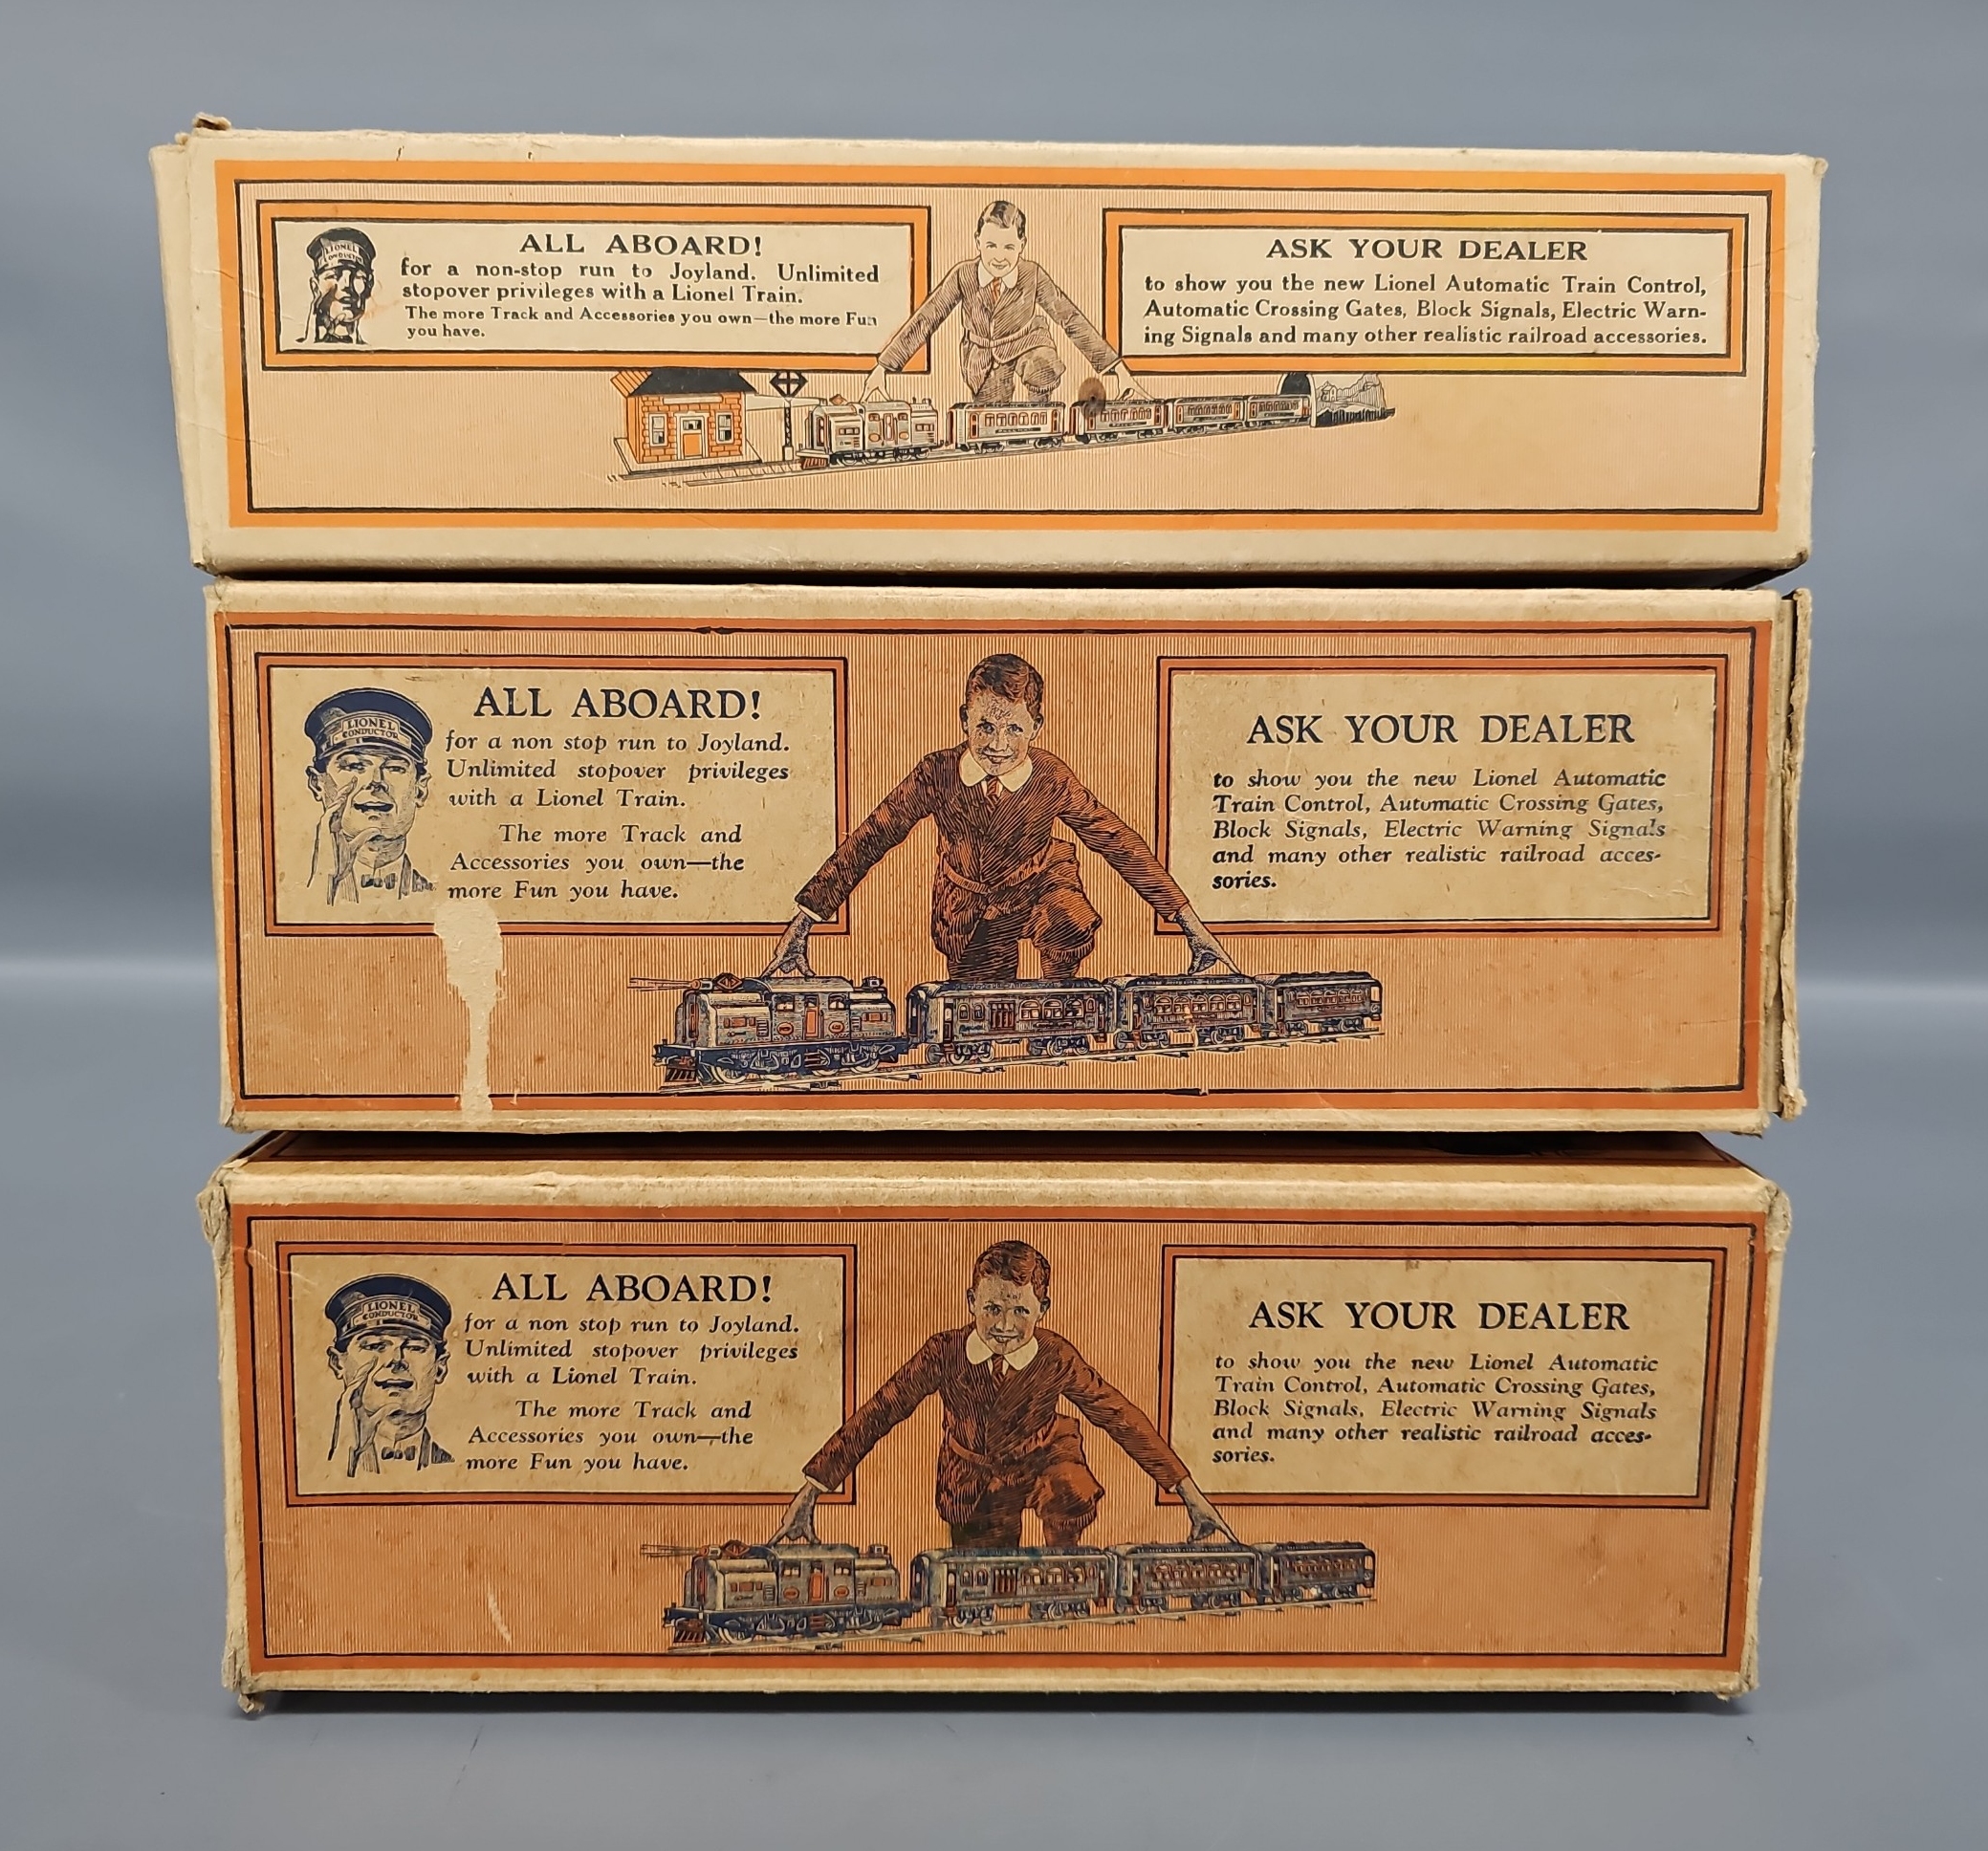 LIONEL
CONDUCTOR
ALL ABOARD!
for a non-stop run to Joyland. Unlimited
stopover privileges with a Lionel Train.
The more Track and Accessories you own—the more Fun
you have.
ASK YOUR DEALER
to show you the new Lionel Automatic Train Control,
Automatic Crossing Gates, Block Signals, Electric Warn-
ing Signals and many other realistic railroad accessories.
LIONEL
CONDUCTOR
ALL ABOARD!
for a non stop run to Joyland.
Unlimited stopover privileges
with a Lionel Train.
The more Track and
Accessories you own—the
more Fun you have.
ASK YOUR DEALER
to show you the new Lionel Automatic
Train Control, Automatic Crossing Gates,
Block Signals, Electric Warning Signals
and many other realistic railroad acces-
sories.
LIONEL
CONDUCTOR
ALL ABOARD!
for a non stop run to Joyland.
Unlimited stopover privileges
with a Lionel Train.
The more Track and
Accessories you own—the
more Fun you have.
ASK YOUR DEALER
to show you the new Lionel Automatic
Train Control, Automatic Crossing Gates,
Block Signals, Electric Warning Signals
and many other realistic railroad acces-
sories.